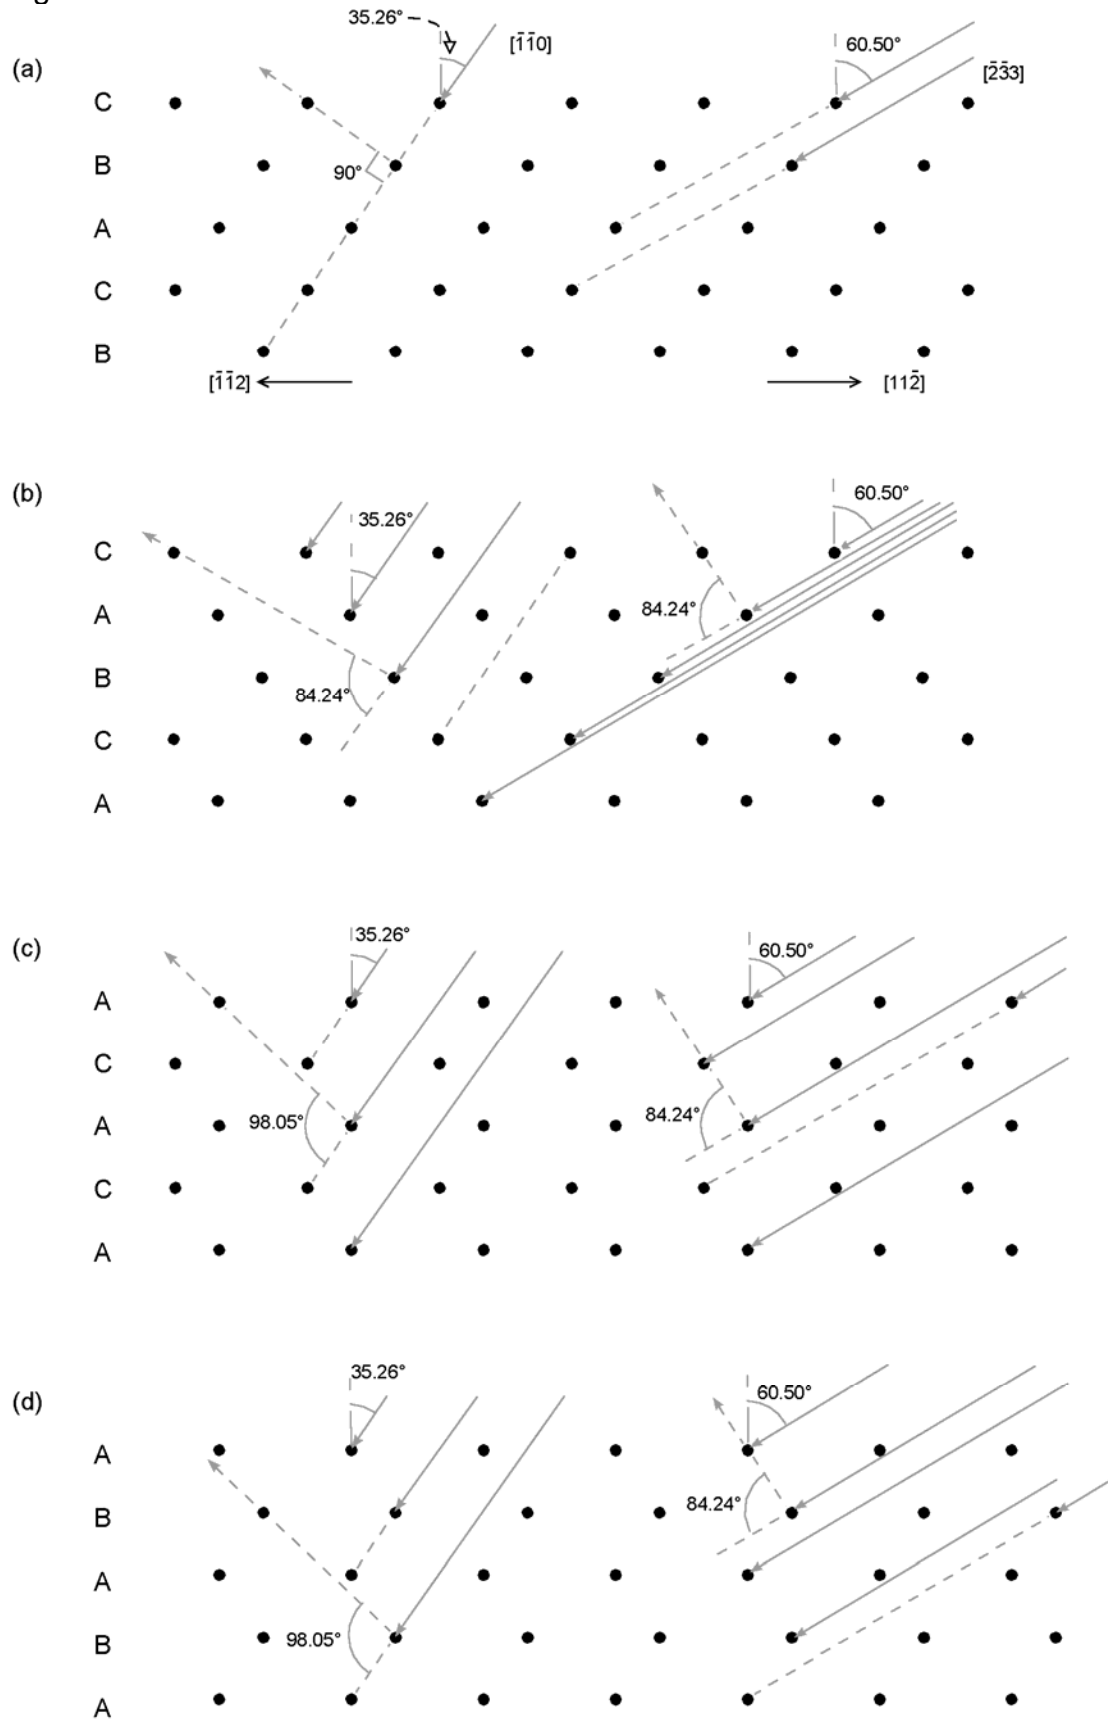 35.26°
[1̄1̄0]
60.50°
(a)
[2̄2̄3]
C
B
90°
A
C
B
[1̄1̄2]
[112̄]
(b)
60.50°
35.26°
C
A
84.24°
B
84.24°
C
A
(c)
35.26°
60.50°
A
C
98.05°
84.24°
A
C
A
35.26°
60.50°
(d)
A
84.24°
B
A
98.05°
B
A